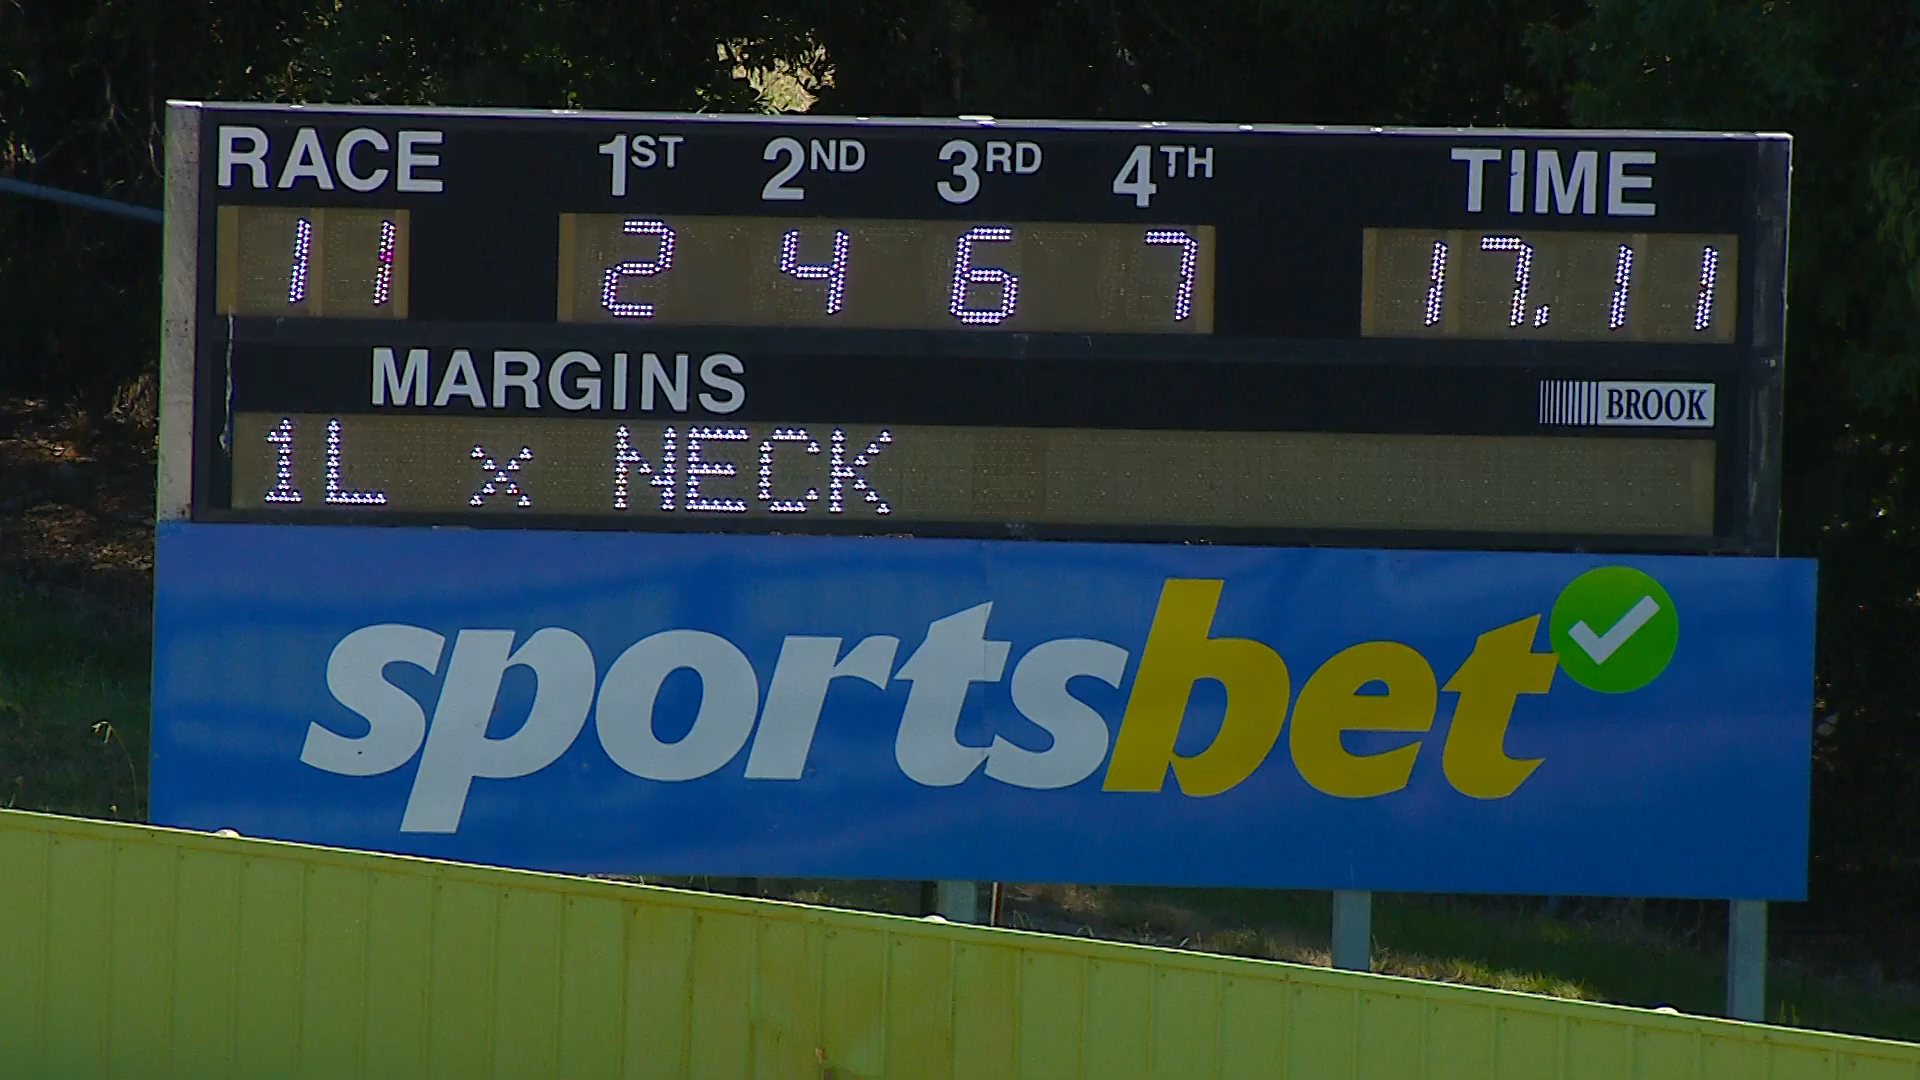 RACE 1ST 2ND 3RD 4TH TIME
11 2 4 6 7 17.11
MARGINS
BROOK
1L x NECK
sportsbet